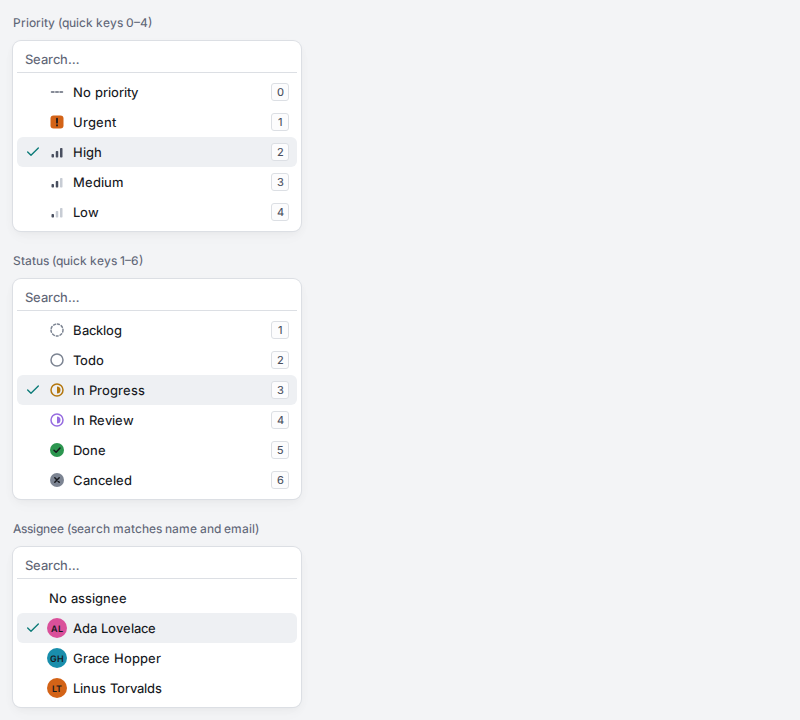 Priority (quick keys 0–4)
Search...
No priority 0
! Urgent 1
High 2
Medium 3
Low 4
Status (quick keys 1–6)
Search...
Backlog 1
Todo 2
In Progress 3
In Review 4
Done 5
Canceled 6
Assignee (search matches name and email)
Search...
No assignee
AL Ada Lovelace
GH Grace Hopper
LT Linus Torvalds